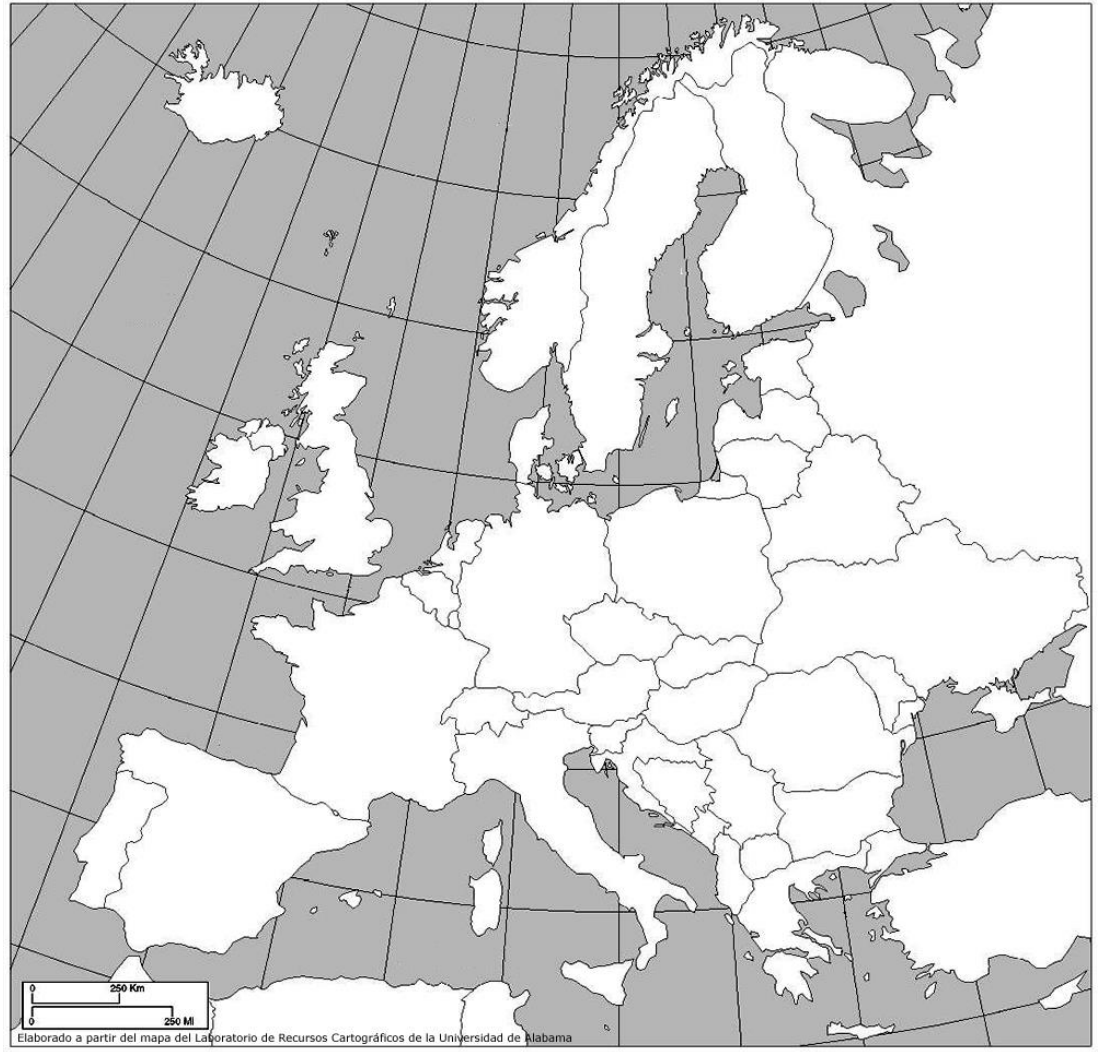 0 250 Km
0 250 MI
Elaborado a partir del mapa del Laboratorio de Recursos Cartográficos de la Universidad de Alabama